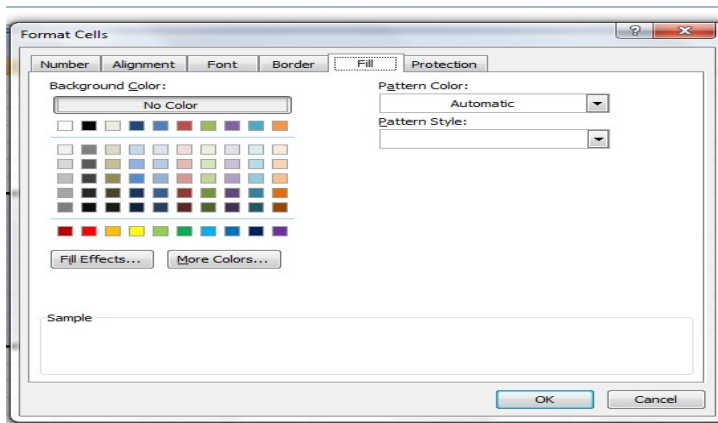 Format Cells
Number Alignment Font Border Fill Protection
Background Color: Pattern Color:
No Color Automatic
Pattern Style:
Fill Effects... More Colors...
Sample
OK Cancel